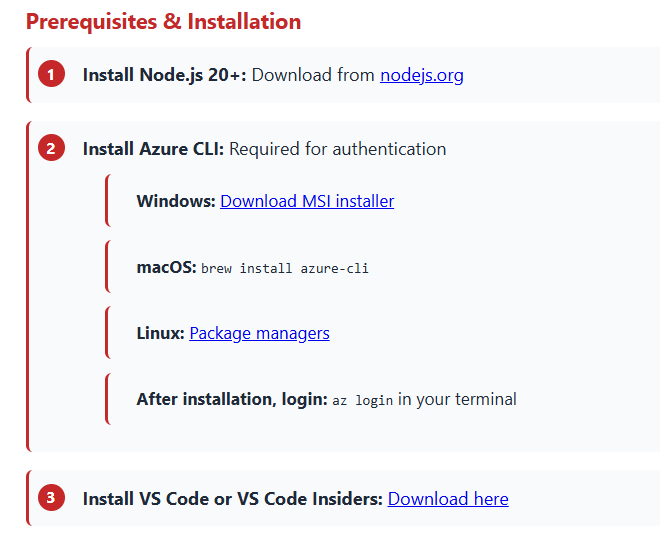 Prerequisites & Installation
1 Install Node.js 20+: Download from nodejs.org
2 Install Azure CLI: Required for authentication
Windows: Download MSI installer
macOS: brew install azure-cli
Linux: Package managers
After installation, login: az login in your terminal
3 Install VS Code or VS Code Insiders: Download here